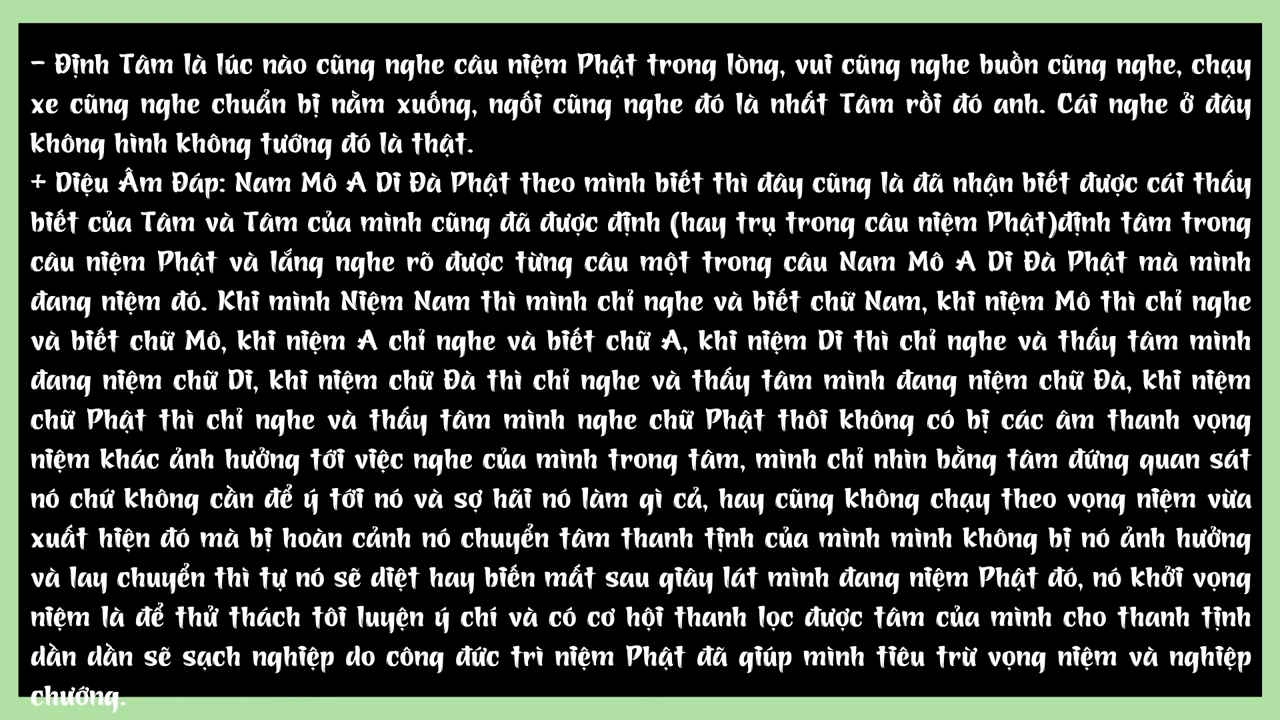 – Định Tâm là lúc nào cũng nghe câu niệm Phật trong lòng, vui cũng nghe buồn cũng nghe, chạy
xe cũng nghe chuẩn bị nằm xuống, ngối cũng nghe đó là nhất Tâm rồi đó anh. Cái nghe ở đây
không hình không tướng đó là thật.
+ Diệu Âm Đáp: Nam Mô A Di Đà Phật theo mình biết thì đây cũng là đã nhận biết được cái thấy
biết của Tâm và Tâm của mình cũng đã được định (hay trụ trong câu niệm Phật)định tâm trong
câu niệm Phật và lắng nghe rõ được từng câu một trong câu Nam Mô A Di Đà Phật mà mình
đang niệm đó. Khi mình Niệm Nam thì mình chỉ nghe và biết chữ Nam, khi niệm Mô thì chỉ nghe
và biết chữ Mô, khi niệm A chỉ nghe và biết chữ A, khi niệm Di thì chỉ nghe và thấy tâm mình
đang niệm chữ Di, khi niệm chữ Đà thì chỉ nghe và thấy tâm mình đang niệm chữ Đà, khi niệm
chữ Phật thì chỉ nghe và thấy tâm mình nghe chữ Phật thôi không có bị các âm thanh vọng
niệm khác ảnh hưởng tới việc nghe của mình trong tâm, mình chỉ nhìn bằng tâm đứng quan sát
nó chứ không cần để ý tới nó và sợ hãi nó làm gì cả, hay cũng không chạy theo vọng niệm vừa
xuất hiện đó mà bị hoàn cảnh nó chuyển tâm thanh tịnh của mình mình không bị nó ảnh hưởng
và lay chuyển thì tự nó sẽ diệt hay biến mất sau giây lát mình đang niệm Phật đó, nó khởi vọng
niệm là để thử thách tôi luyện ý chí và có cơ hội thanh lọc được tâm của mình cho thanh tịnh
dần dần sẽ sạch nghiệp do công đức trì niệm Phật đã giúp mình tiêu trừ vọng niệm và nghiệp
chướng.